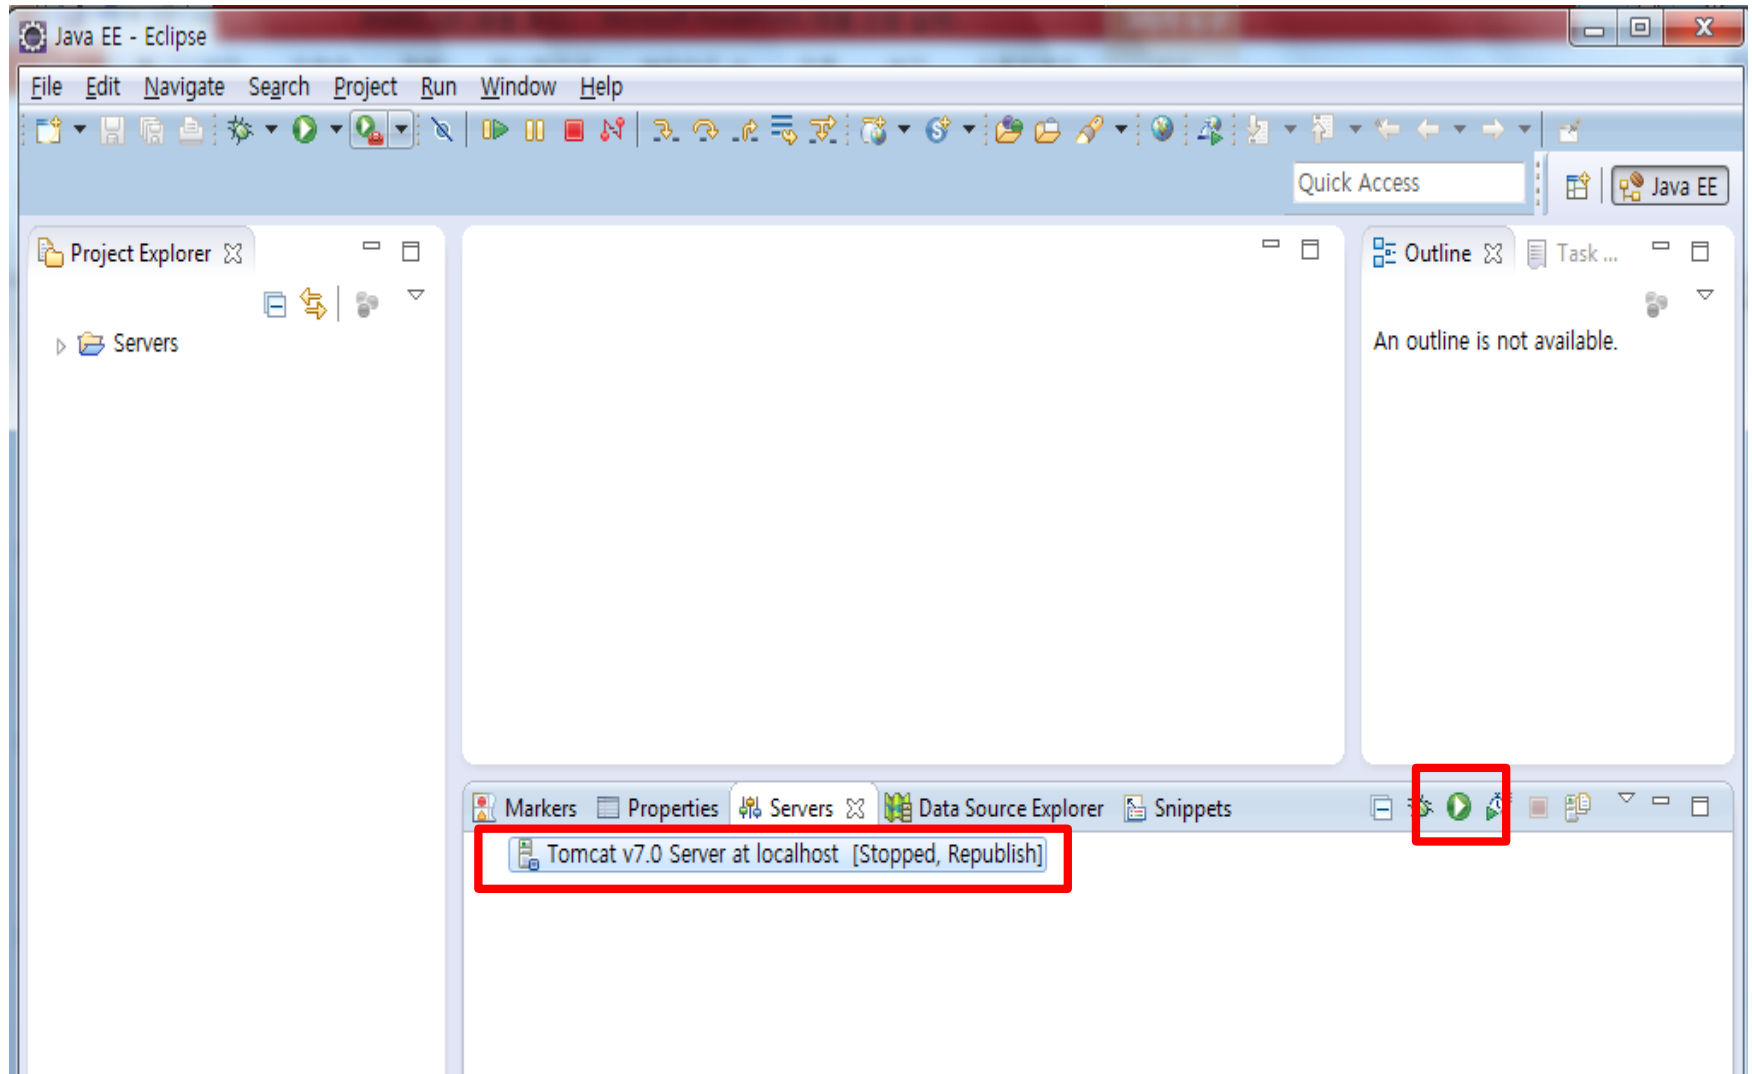 Java EE - Eclipse
File Edit Navigate Search Project Run Window Help
Quick Access
Java EE
Project Explorer
Servers
Outline
Task ...
An outline is not available.
Markers Properties Servers Data Source Explorer Snippets
Tomcat v7.0 Server at localhost [Stopped, Republish]